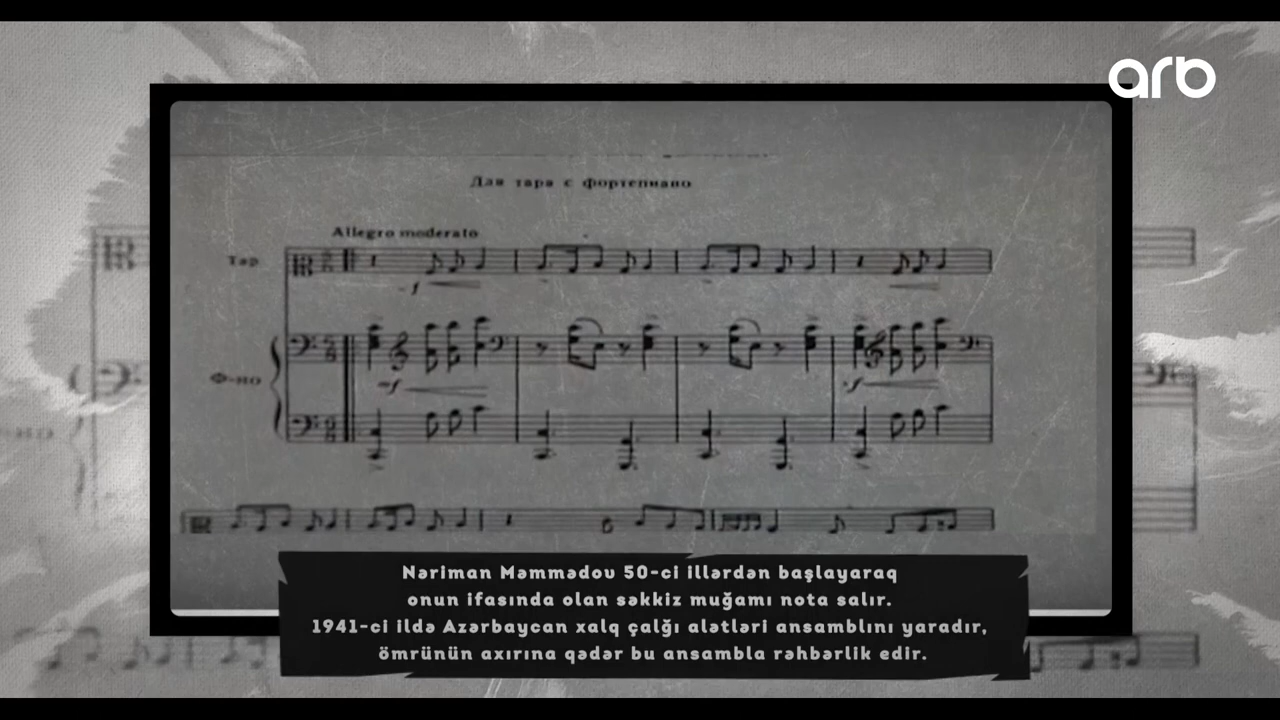 arb
Для тара с фортепиано
Allegro moderato
Тар
Ф-но
Nəriman Məmmədov 50-ci illərdən başlayaraq
onun ifasında olan səkkiz muğamı nota salır.
1941-ci ildə Azərbaycan xalq çalğı alətləri ansamblını yaradır,
ömrünün axırına qədər bu ansambla rəhbərlik edir.